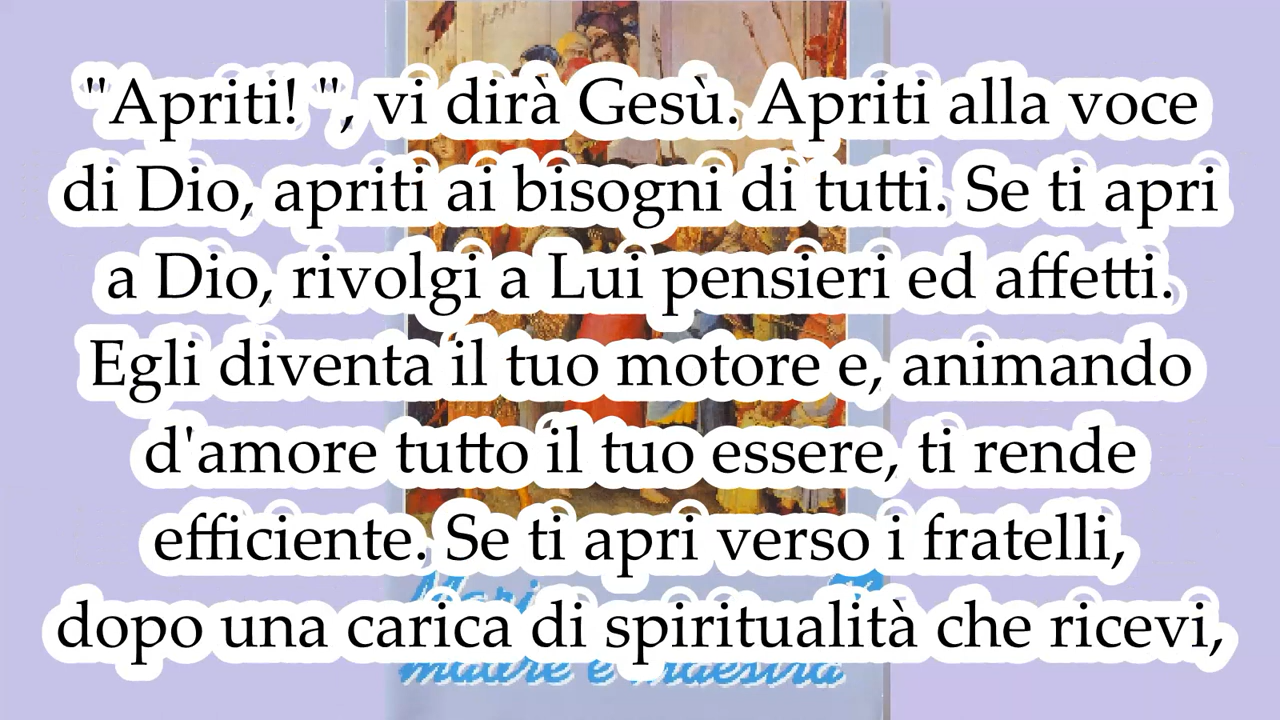 "Apriti! ", vi dirà Gesù. Apriti alla voce
di Dio, apriti ai bisogni di tutti. Se ti apri
a Dio, rivolgi a Lui pensieri ed affetti.
Egli diventa il tuo motore e, animando
d'amore tutto il tuo essere, ti rende
efficiente. Se ti apri verso i fratelli,
dopo una carica di spiritualità che ricevi,
madre e maestra